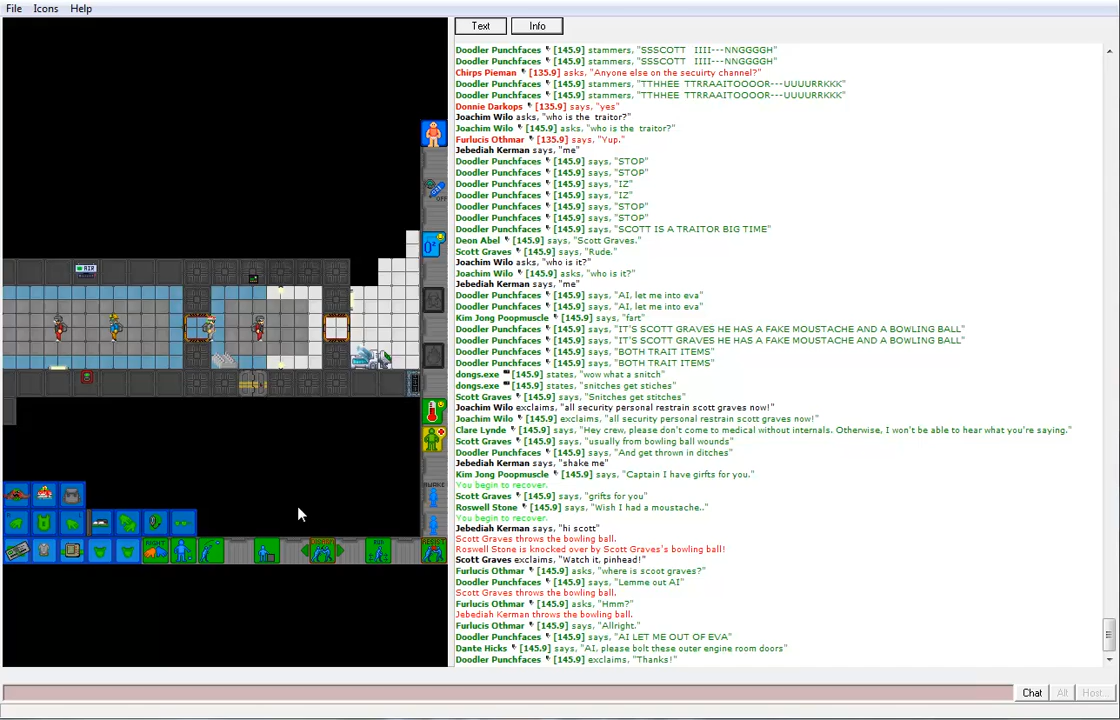 File Icons Help
Text Info
Doodler Punchfaces [145.9] stammers, "SSSCOTT IIII---NNGGGGH"
Doodler Punchfaces [145.9] stammers, "SSSCOTT IIII---NNGGGGH"
Chirps Pieman [135.9] asks, "Anyone else on the secuirty channel?"
Doodler Punchfaces [145.9] stammers, "TTHHEE TTRRAAITOOOOR---UUUURRKKK"
Doodler Punchfaces [145.9] stammers, "TTHHEE TTRRAAITOOOOR---UUUURRKKK"
Donnie Darkops [135.9] says, "yes"
Joachim Wilo asks, "who is the traitor?"
Joachim Wilo [145.9] asks, "who is the traitor?"
Furlucis Othmar [135.9] says, "Yup."
Jebediah Kerman says, "me"
Doodler Punchfaces [145.9] says, "STOP"
Doodler Punchfaces [145.9] says, "STOP"
Doodler Punchfaces [145.9] says, "IZ"
Doodler Punchfaces [145.9] says, "IZ"
Doodler Punchfaces [145.9] says, "STOP"
Doodler Punchfaces [145.9] says, "STOP"
Doodler Punchfaces [145.9] says, "SCOTT IS A TRAITOR BIG TIME"
Deon Abel [145.9] says, "Scott Graves."
Scott Graves [145.9] says, "Rude."
Joachim Wilo asks, "who is it?"
Joachim Wilo [145.9] asks, "who is it?"
Jebediah Kerman says, "me"
Doodler Punchfaces [145.9] says, "AI, let me into eva"
Doodler Punchfaces [145.9] says, "AI, let me into eva"
Kim Jong Poopmuscle [145.9] says, "fart"
Doodler Punchfaces [145.9] says, "IT'S SCOTT GRAVES HE HAS A FAKE MOUSTACHE AND A BOWLING BALL"
Doodler Punchfaces [145.9] says, "IT'S SCOTT GRAVES HE HAS A FAKE MOUSTACHE AND A BOWLING BALL"
Doodler Punchfaces [145.9] says, "BOTH TRAIT ITEMS"
Doodler Punchfaces [145.9] says, "BOTH TRAIT ITEMS"
dongs.exe states, "wow what a snitch"
dongs.exe [145.9] states, "snitches get stiches"
Scott Graves [145.9] says, "Snitches get stitches"
Joachim Wilo exclaims, "all security personal restrain scott graves now!"
Joachim Wilo [145.9] exclaims, "all security personal restrain scott graves now!"
Clare Lynde [145.9] says, "Hey crew, please don't come to medical without internals. Otherwise, I won't be able to hear what you're saying."
Scott Graves [145.9] says, "usually from bowling ball wounds"
Doodler Punchfaces [145.9] says, "And get thrown in ditches"
Jebediah Kerman says, "shake me"
Kim Jong Poopmuscle [145.9] says, "Captain I have girfts for you."
You begin to recover.
Scott Graves [145.9] says, "grifts for you"
Roswell Stone [145.9] says, "Wish I had a moustache.."
You begin to recover.
Jebediah Kerman says, "hi scott"
Scott Graves throws the bowling ball.
Roswell Stone is knocked over by Scott Graves's bowling ball!
Scott Graves exclaims, "Watch it, pinhead!"
Furlucis Othmar [145.9] asks, "where is scoot graves?"
Doodler Punchfaces [145.9] says, "Lemme out AI"
Scott Graves throws the bowling ball.
Furlucis Othmar [145.9] asks, "Hmm?"
Jebediah Kerman throws the bowling ball.
Furlucis Othmar [145.9] says, "Allright."
Doodler Punchfaces [145.9] says, "AI LET ME OUT OF EVA"
Dante Hicks [145.9] says, "AI, please bolt these outer engine room doors"
Doodler Punchfaces [145.9] exclaims, "Thanks!"
OFF
AIR
AWAKE
RIGHT
RUN
RESIST
Chat Alt Host...